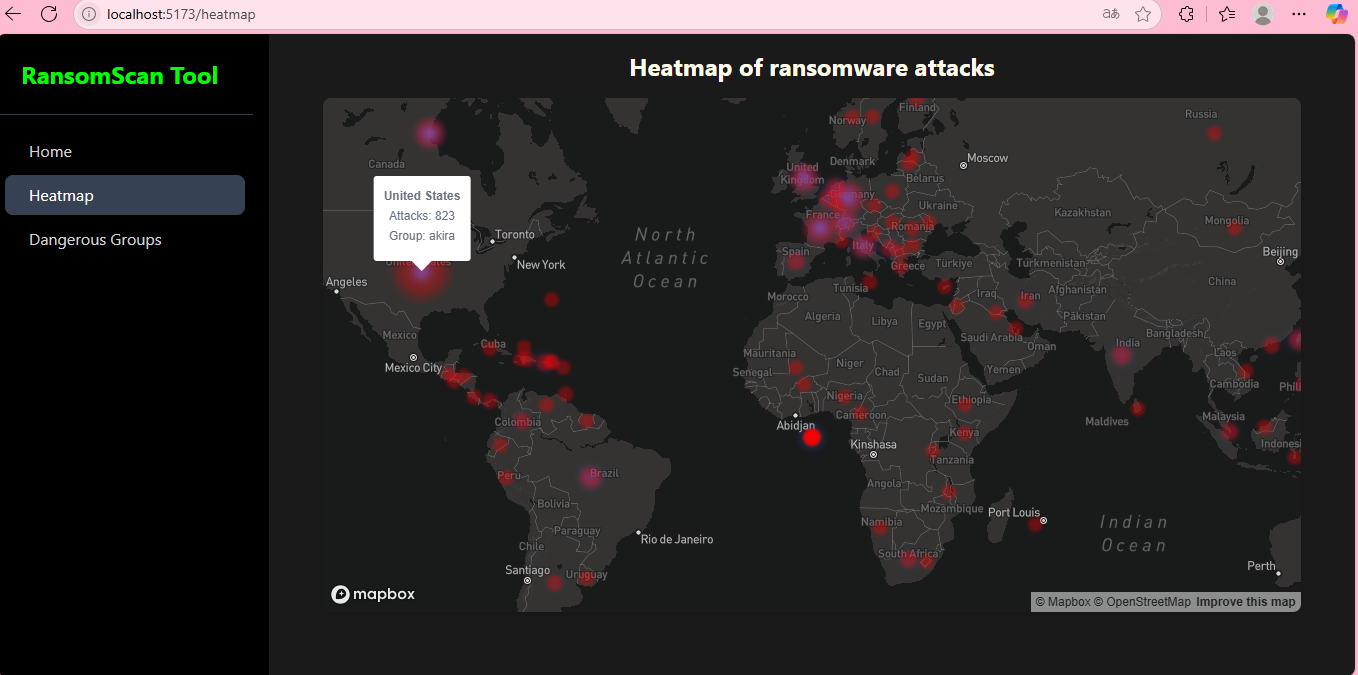 localhost:5173/heatmap
aあ
RansomScan Tool
Home
Heatmap
Dangerous Groups
Heatmap of ransomware attacks
Finland
Norway
Russia
Moscow
Denmark
Canada
United
Kingdom
Belarus
Germany
United States
Attacks: 823
Group: akira
Ukraine
Kazakhstan
France
Mongolia
Romania
Toronto
North
Atlantic
Ocean
Italy
Spain
Beijing
New York
Greece
Türkiye
Türkmenistan
Angeles
Tunisia
Iraq
Iran
Afghanistan
China
Morocco
Algeria
Libya
Egypt
Pakistan
Mexico
Cuba
Saudi Arabia
Oman
Bangladesh
India
Mauritania
Laos
Mexico City
Senegal
Niger
Chad
Sudan
Yemen
Cambodia
Phil
Nigeria
Ethiopia
Cameroon
Malaysia
Colombia
Abidjan
Maldives
Kenya
Kinshasa
Indones
Tanzania
Peru
Brazil
Angola
Bolivia
Mozambique
Port Louis
Namibia
Indian
Ocean
Paraguay
Rio de Janeiro
Chile
South Africa
Santiago
Uruguay
Perth
mapbox
© Mapbox © OpenStreetMap Improve this map